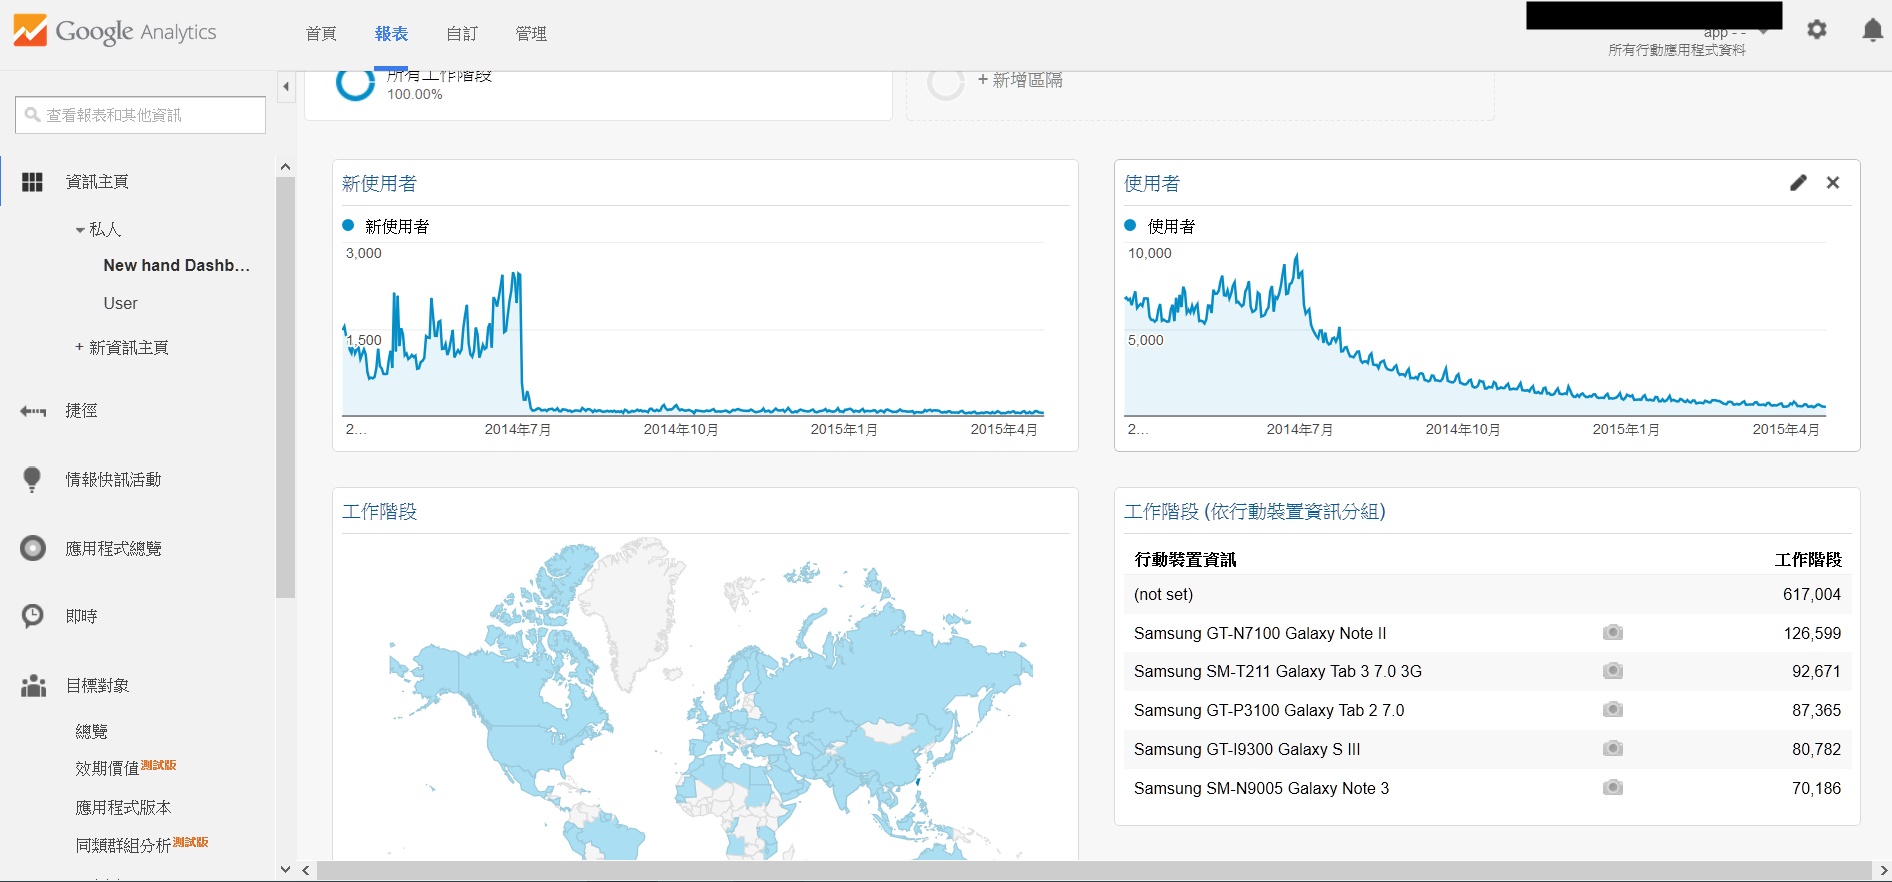 Google Analytics
首頁
報表
自訂
管理
app - -
所有行動應用程式資料
查看報表和其他資訊
資訊主頁
私人
New hand Dashb...
User
+ 新資訊主頁
捷徑
情報快訊活動
應用程式總覽
即時
目標對象
總覽
效期價值測試版
應用程式版本
同類群組分析測試版
所有工作階段
100.00%
+ 新增區隔
新使用者
新使用者
3,000
1,500
2...
2014年7月
2014年10月
2015年1月
2015年4月
使用者
使用者
10,000
5,000
2...
2014年7月
2014年10月
2015年1月
2015年4月
工作階段
工作階段 (依行動裝置資訊分組)
行動裝置資訊 工作階段
(not set) 617,004
Samsung GT-N7100 Galaxy Note II 126,599
Samsung SM-T211 Galaxy Tab 3 7.0 3G 92,671
Samsung GT-P3100 Galaxy Tab 2 7.0 87,365
Samsung GT-I9300 Galaxy S III 80,782
Samsung SM-N9005 Galaxy Note 3 70,186